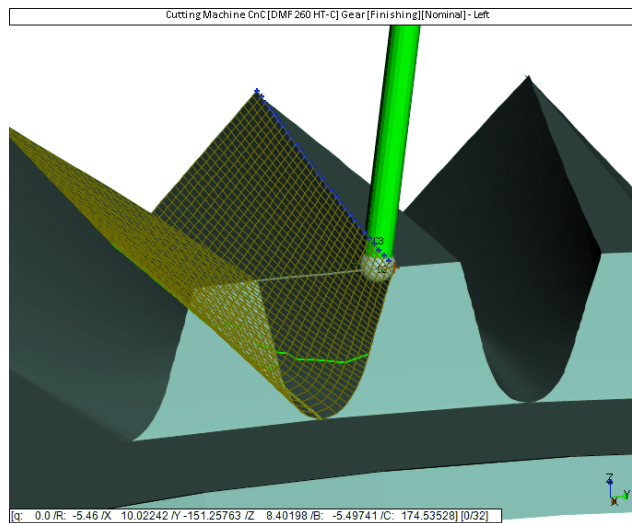 Cutting Machine CnC [DMF 260 HT-C] Gear [Finishing][Nominal] - Left
C3
Z
Y
X
[q: 0.0 /R: -5.46 /X 10.02242 /Y -151.25763 /Z 8.40198 /B: -5.49741 /C: 174.53528] [0/32]